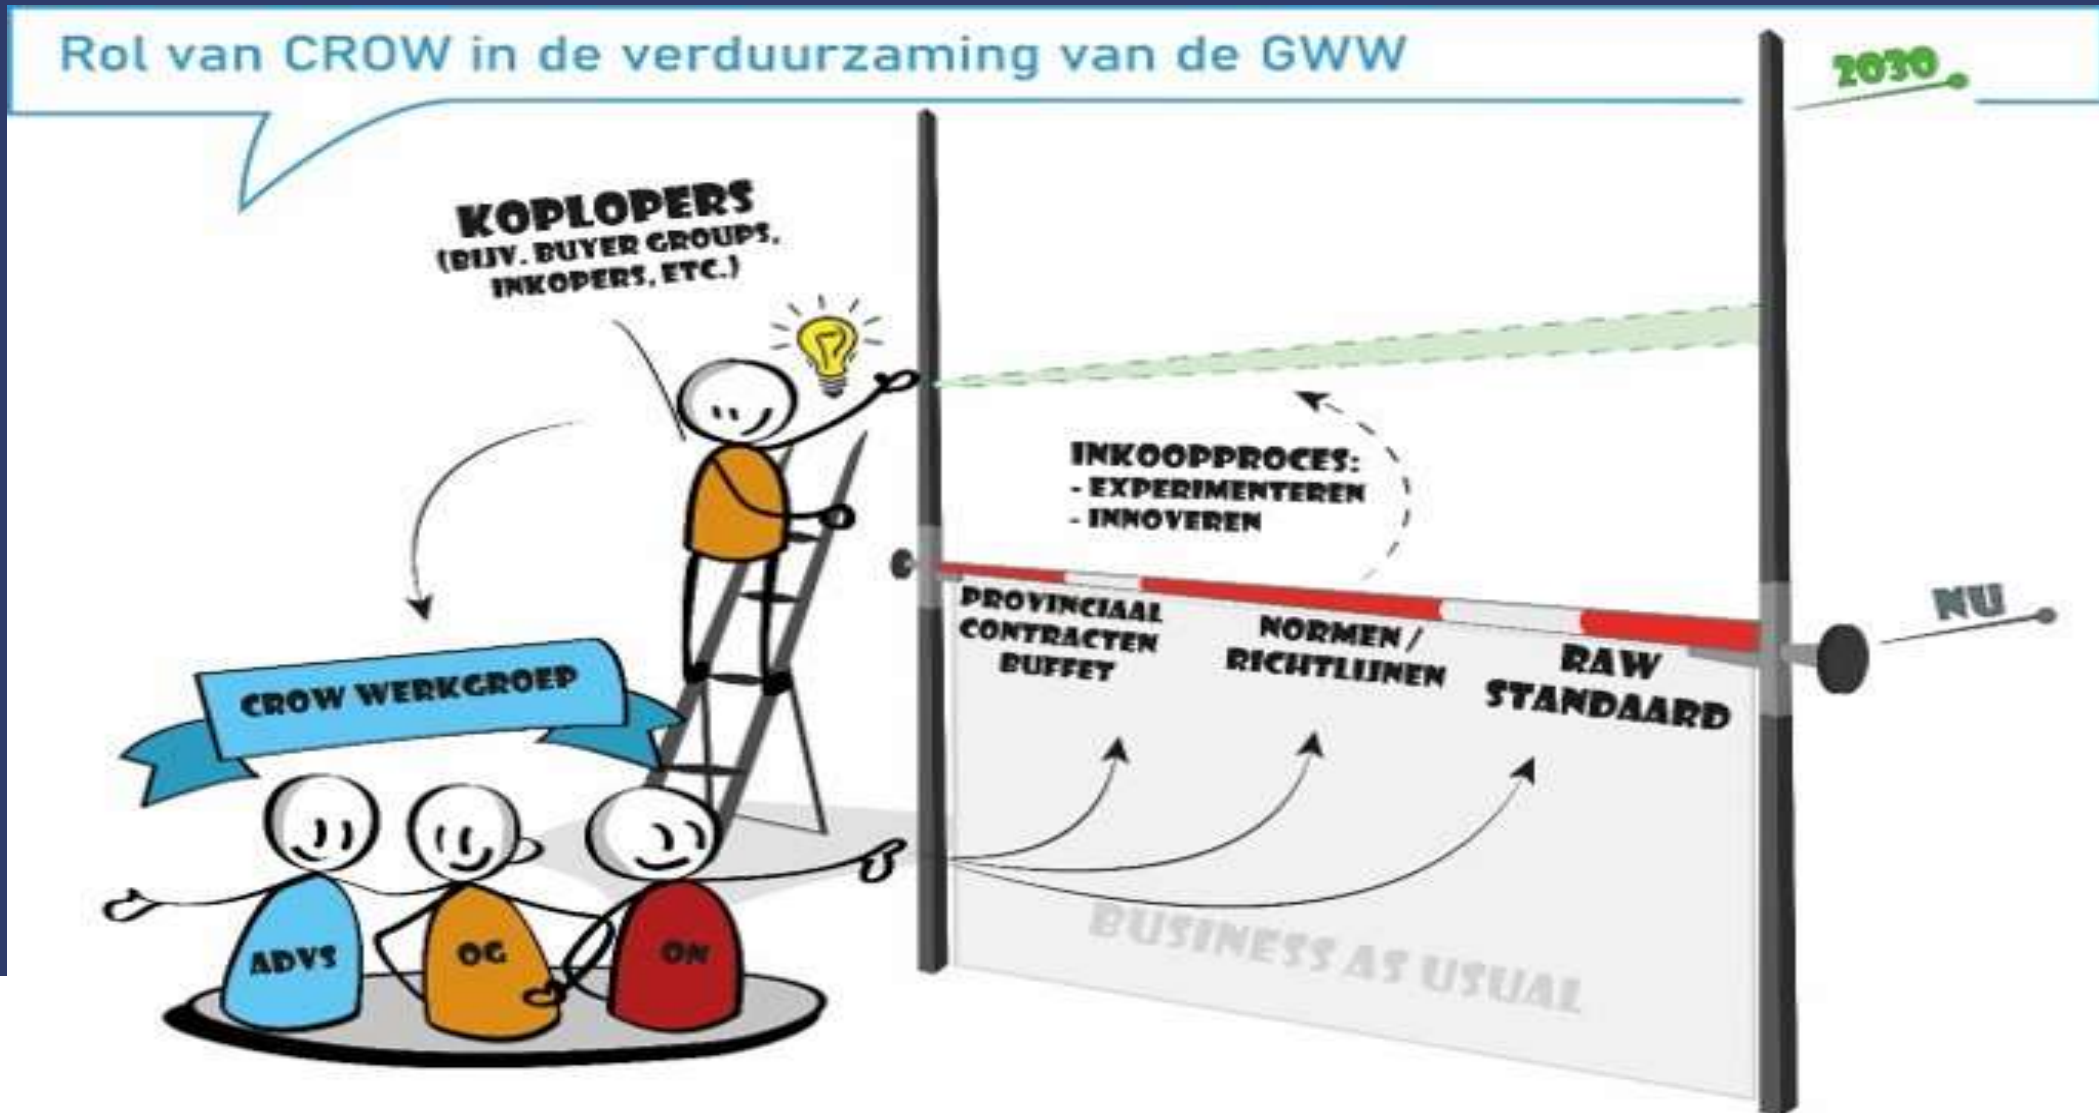 Rol van CROW in de verduurzaming van de GWW
2030
KOPLOPERS
(BIJV. BUYER GROUPS,
INKOPERS, ETC.)
INKOOPPROCES:
- EXPERIMENTEREN
- INNOVEREN
NU
PROVINCIAAL
CONTRACTEN
BUFFET
NORMEN /
RICHTLIJNEN
RAW
STANDAARD
CROW WERKGROEP
ADVS
OG
ON
BUSINESS AS USUAL